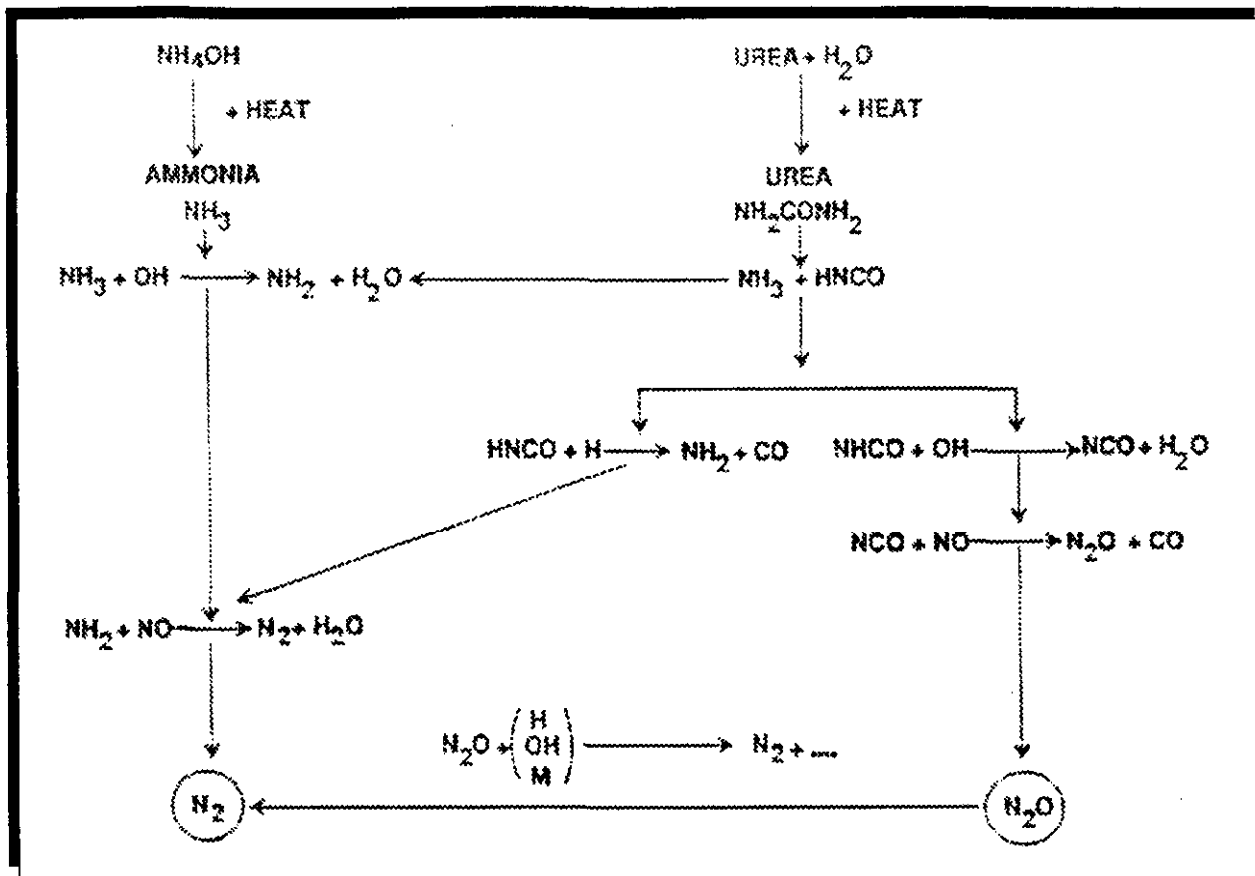 NH4OH
UREA + H2O
+ HEAT
+ HEAT
AMMONIA
UREA
NH3
NH2CONH2
NH3 + OH → NH2 + H2O ← NH3 + HNCO
HNCO + H → NH2 + CO
NHCO + OH → NCO + H2O
NCO + NO → N2O + CO
NH2 + NO → N2 + H2O
H
N2O + ( OH ) → N2 + ....
M
N2
N2O